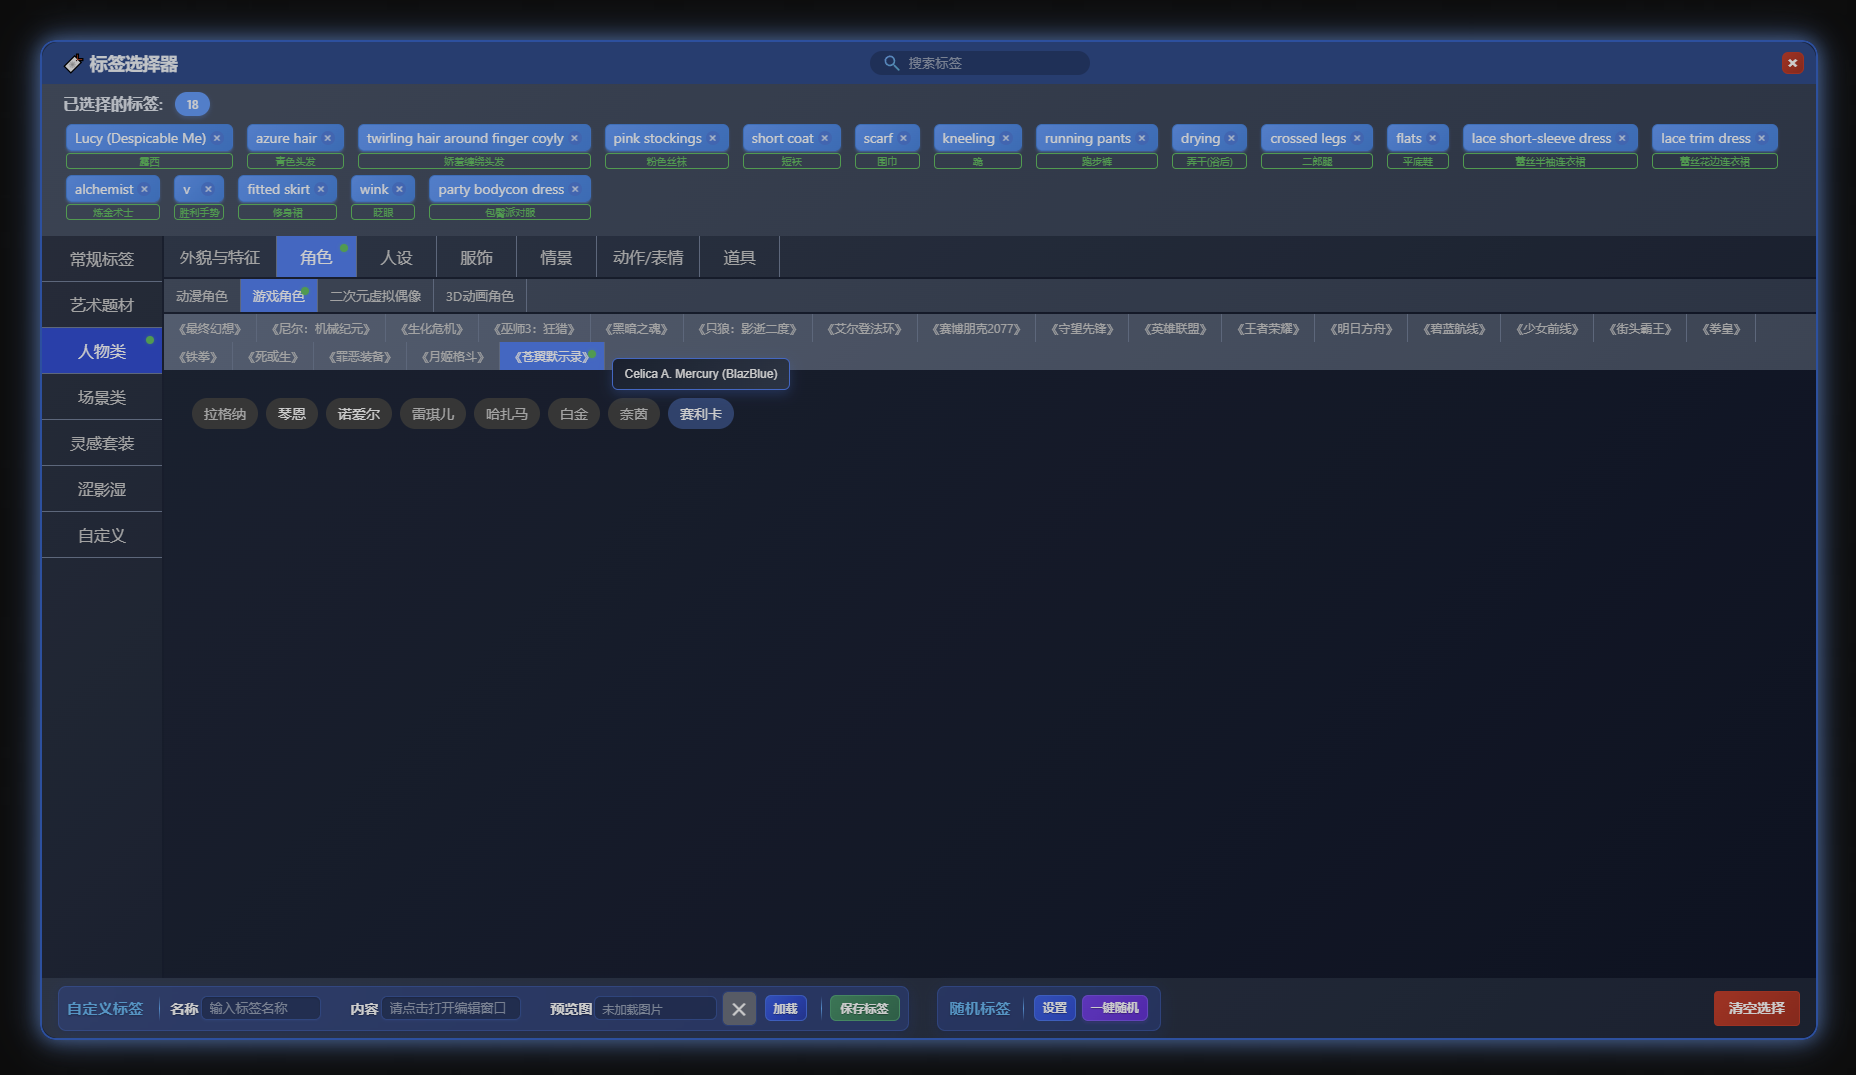 标签选择器
搜索标签
已选择的标签: 18
Lucy (Despicable Me) × azure hair × twirling hair around finger coyly × pink stockings × short coat × scarf × kneeling × running pants × drying × crossed legs × flats × lace short-sleeve dress × lace trim dress ×
露西 青色头发 娇羞缠绕头发 粉色丝袜 短袄 围巾 跪 跑步裤 弄干(浴后) 二郎腿 平底鞋 蕾丝半袖连衣裙 蕾丝花边连衣裙
alchemist × v × fitted skirt × wink × party bodycon dress ×
炼金术士 胜利手势 修身裙 眨眼 包臀派对服
常规标签
艺术题材
人物类
场景类
灵感套装
涩影湿
自定义
外貌与特征 角色 人设 服饰 情景 动作/表情 道具
动漫角色 游戏角色 二次元虚拟偶像 3D动画角色
《最终幻想》 《尼尔：机械纪元》 《生化危机》 《巫师3：狂猎》 《黑暗之魂》 《只狼：影逝二度》 《艾尔登法环》 《赛博朋克2077》 《守望先锋》 《英雄联盟》 《王者荣耀》 《明日方舟》 《碧蓝航线》 《少女前线》 《街头霸王》 《拳皇》
《铁拳》 《死或生》 《罪恶装备》 《月姬格斗》 《苍翼默示录》
Celica A. Mercury (BlazBlue)
拉格纳 琴恩 诺爱尔 雷琪儿 哈扎马 白金 奈茵 赛利卡
自定义标签 名称 输入标签名称 内容 请点击打开编辑窗口 预览图 未加载图片 加载 保存标签 随机标签 设置 一键随机 清空选择